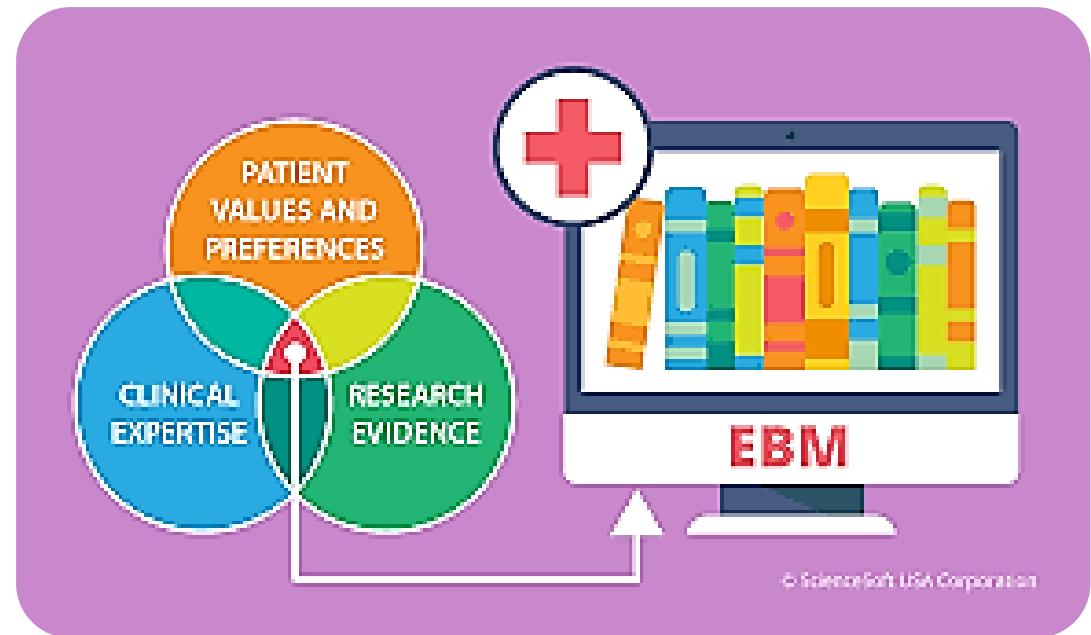 PATIENT
VALUES AND
PREFERENCES
CLINICAL
EXPERTISE
RESEARCH
EVIDENCE
EBM
© ScienceSoft USA Corporation